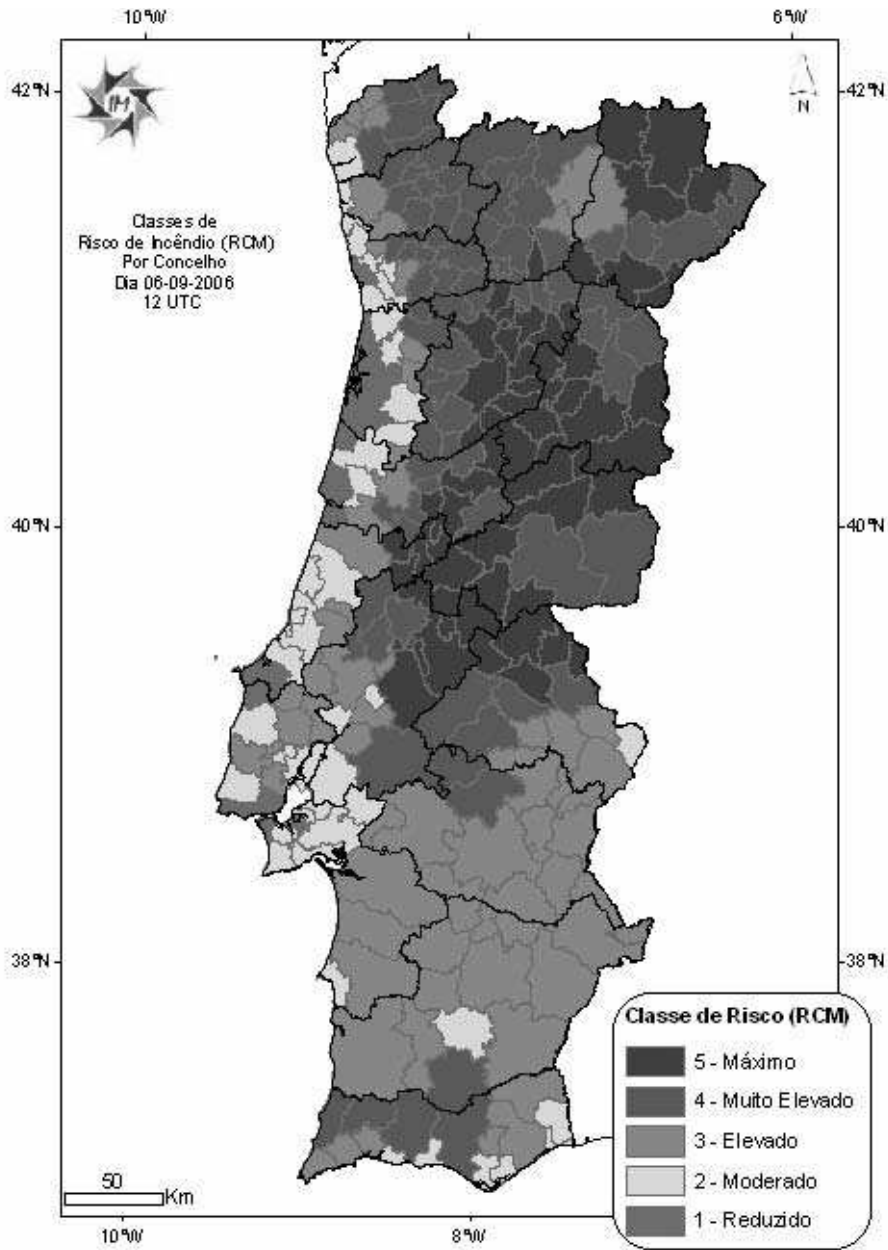 10°W
6°W
42°N
42°N
IM
N
Classes de
Risco de Incêndio (RCM)
Por Concelho
Dia 06-09-2006
12 UTC
40°N
40°N
38°N
38°N
Classe de Risco (RCM)
5 - Máximo
4 - Muito Elevado
3 - Elevado
2 - Moderado
1 - Reduzido
50
Km
10°W
8°W